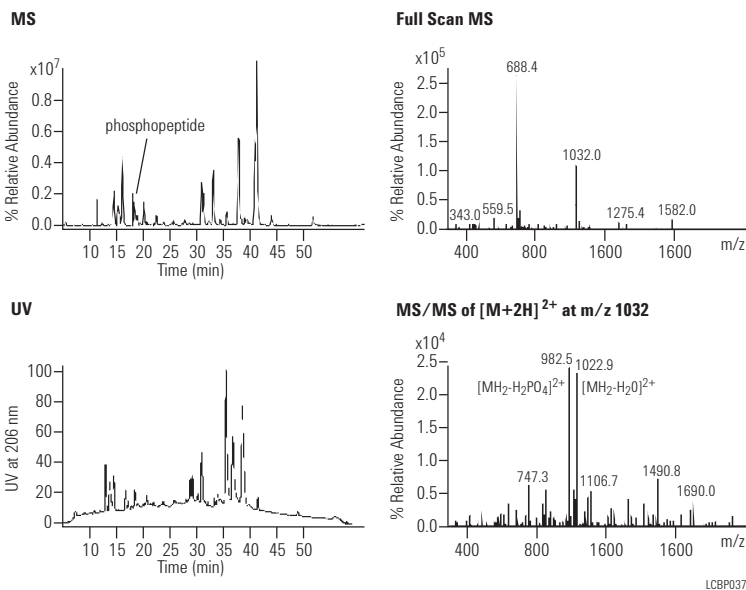 MS
x10⁷
% Relative Abundance
0.8
0.6
0.4
0.2
0.0
phosphopeptide
10 15 20 25 30 35 40 45 50
Time (min)
Full Scan MS
x10⁵
% Relative Abundance
2.5
2.0
1.5
1.0
0.5
0.0
688.4
1032.0
343.0
559.5
1275.4
1582.0
400 800 1600 1600
m/z
UV
UV at 206 nm
100
80
60
40
20
0
10 15 20 25 30 35 40 45 50
Time (min)
MS/MS of [M+2H] ²⁺ at m/z 1032
x10⁴
% Relative Abundance
2.5
2.0
1.5
1.0
0.5
0.0
982.5
1022.9
[MH2-H2PO4]²⁺
[MH2-H20]²⁺
747.3
1106.7
1490.8
1690.0
400 800 1600 1600
m/z
LCBP037